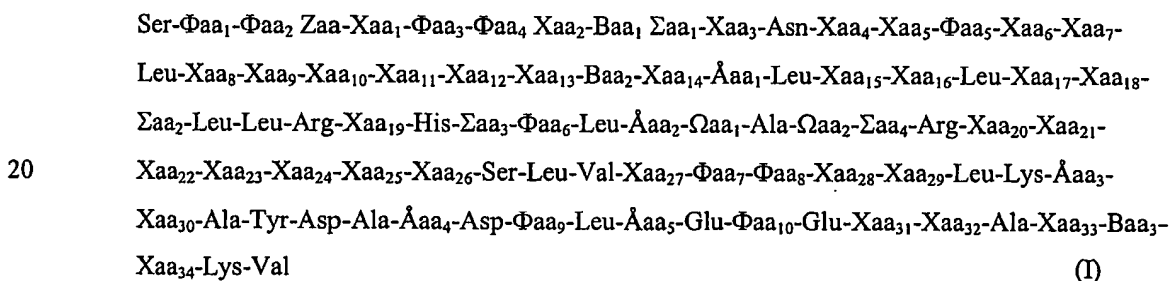 Ser-Φaa₁-Φaa₂ Zaa-Xaa₁-Φaa₃-Φaa₄ Xaa₂-Baa₁ Σaa₁-Xaa₃-Asn-Xaa₄-Xaa₅-Φaa₅-Xaa₆-Xaa₇-
Leu-Xaa₈-Xaa₉-Xaa₁₀-Xaa₁₁-Xaa₁₂-Xaa₁₃-Baa₂-Xaa₁₄-Åaa₁-Leu-Xaa₁₅-Xaa₁₆-Leu-Xaa₁₇-Xaa₁₈-
Σaa₂-Leu-Leu-Arg-Xaa₁₉-His-Σaa₃-Φaa₆-Leu-Åaa₂-Ωaa₁-Ala-Ωaa₂-Σaa₄-Arg-Xaa₂₀-Xaa₂₁-
20 Xaa₂₂-Xaa₂₃-Xaa₂₄-Xaa₂₅-Xaa₂₆-Ser-Leu-Val-Xaa₂₇-Φaa₇-Φaa₈-Xaa₂₈-Xaa₂₉-Leu-Lys-Åaa₃-
Xaa₃₀-Ala-Tyr-Asp-Ala-Åaa₄-Asp-Φaa₉-Leu-Åaa₅-Glu-Φaa₁₀-Glu-Xaa₃₁-Xaa₃₂-Ala-Xaa₃₃-Baa₃-
Xaa₃₄-Lys-Val (I)